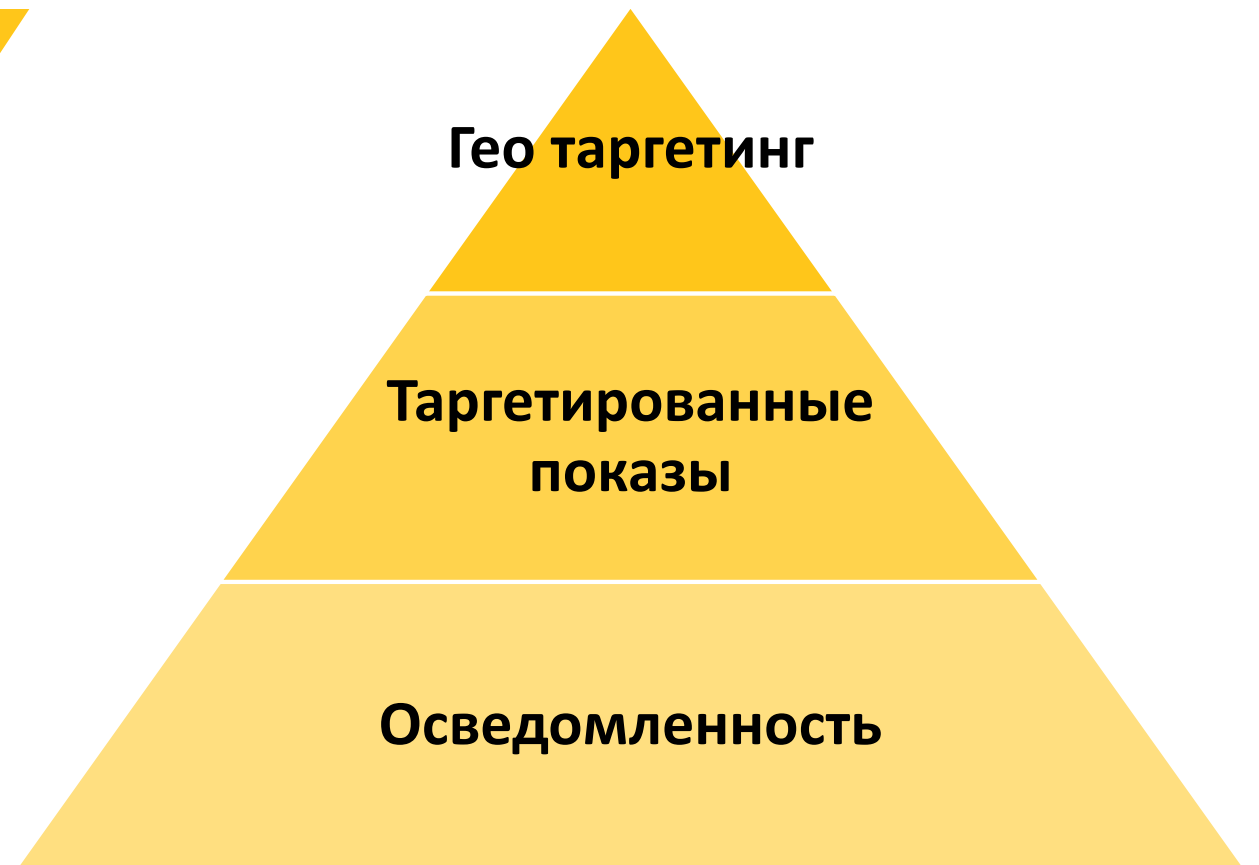 Гео таргетинг
Таргетированные
показы
Осведомленность